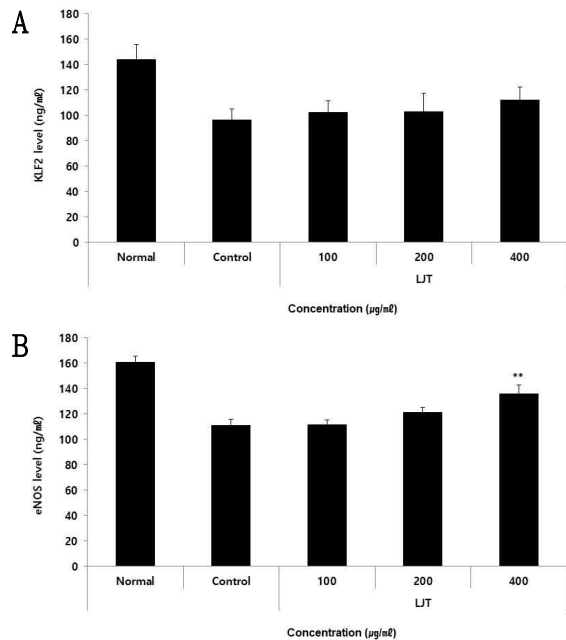 A
KLF2 level (ng/㎖)
180
160
140
120
100
80
60
40
20
0
Normal Control 100 200 400
LJT
Concentration (㎍/㎖)
B
eNOS level (ng/㎖)
180
160
140
120
100
80
60
40
20
0
**
Normal Control 100 200 400
LJT
Concentration (㎍/㎖)